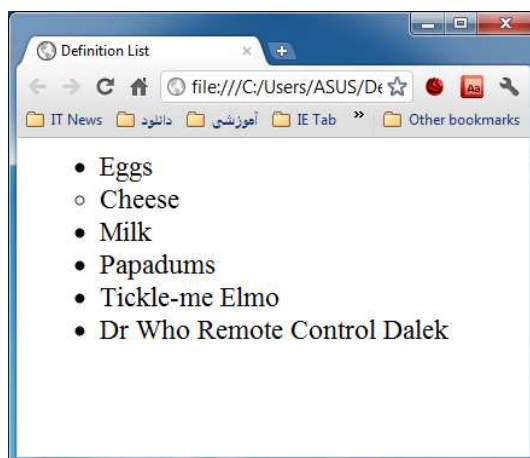 Definition List
file:///C:/Users/ASUS/De
IT News دانلود آموزشی IE Tab » Other bookmarks
Eggs
Cheese
Milk
Papadums
Tickle-me Elmo
Dr Who Remote Control Dalek